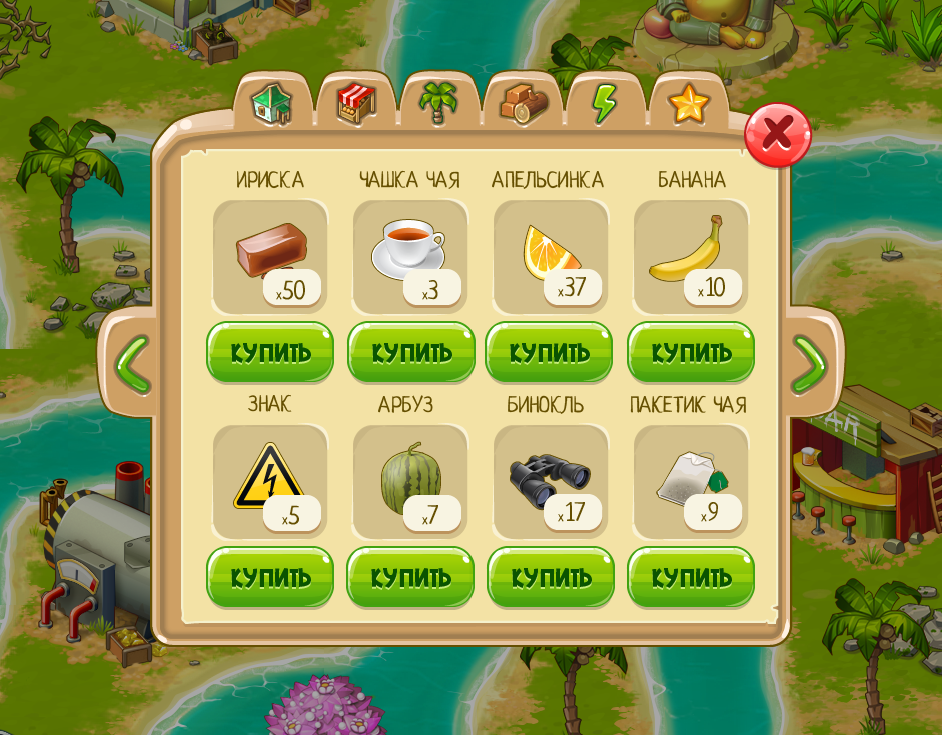 ИРИСКА ЧАШКА ЧАЯ АПЕЛЬСИНКА БАНАНА
x50 x3 x37 x10
КУПИТЬ КУПИТЬ КУПИТЬ КУПИТЬ
ЗНАК АРБУЗ БИНОКЛЬ ПАКЕТИК ЧАЯ
x5 x7 x17 x9
КУПИТЬ КУПИТЬ КУПИТЬ КУПИТЬ
BAR